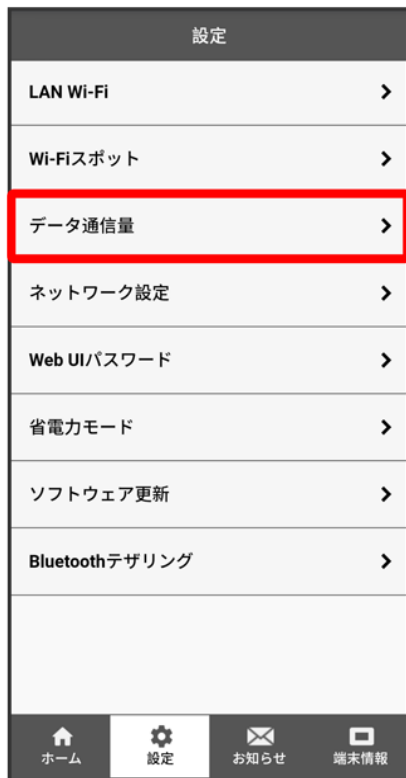 設定
LAN Wi-Fi
Wi-Fiスポット
データ通信量
ネットワーク設定
Web UIパスワード
省電力モード
ソフトウェア更新
Bluetoothテザリング
ホーム
設定
お知らせ
端末情報